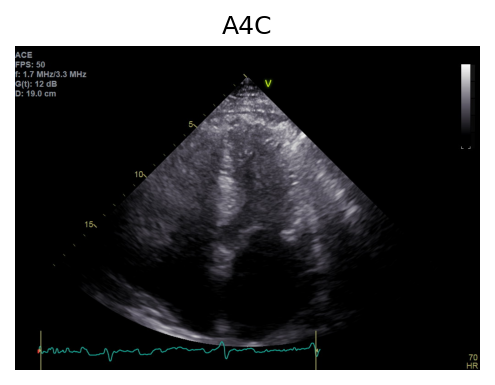 A4C
ACE
FPS: 50
f: 1.7 MHz/3.3 MHz
G(t): 12 dB
D: 19.0 cm
V
5
10
15
70
HR